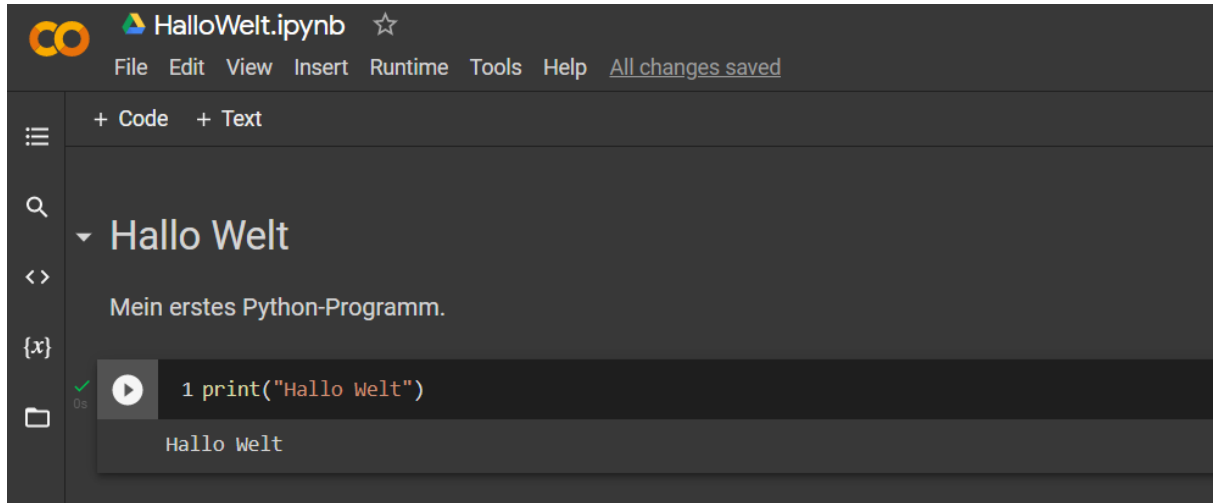 HalloWelt.ipynb
File Edit View Insert Runtime Tools Help All changes saved
+ Code + Text
Hallo Welt
Mein erstes Python-Programm.
{x}
1 print("Hallo Welt")
0s
Hallo Welt